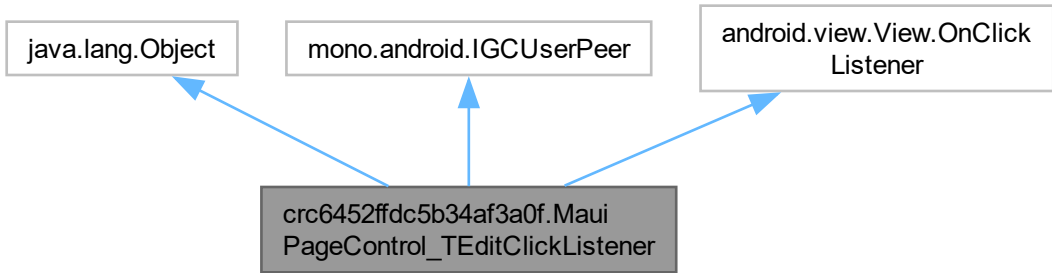 java.lang.Object
mono.android.IGCUserPeer
android.view.View.OnClick
Listener
crc6452ffdc5b34af3a0f.Maui
PageControl_TEditClickListener